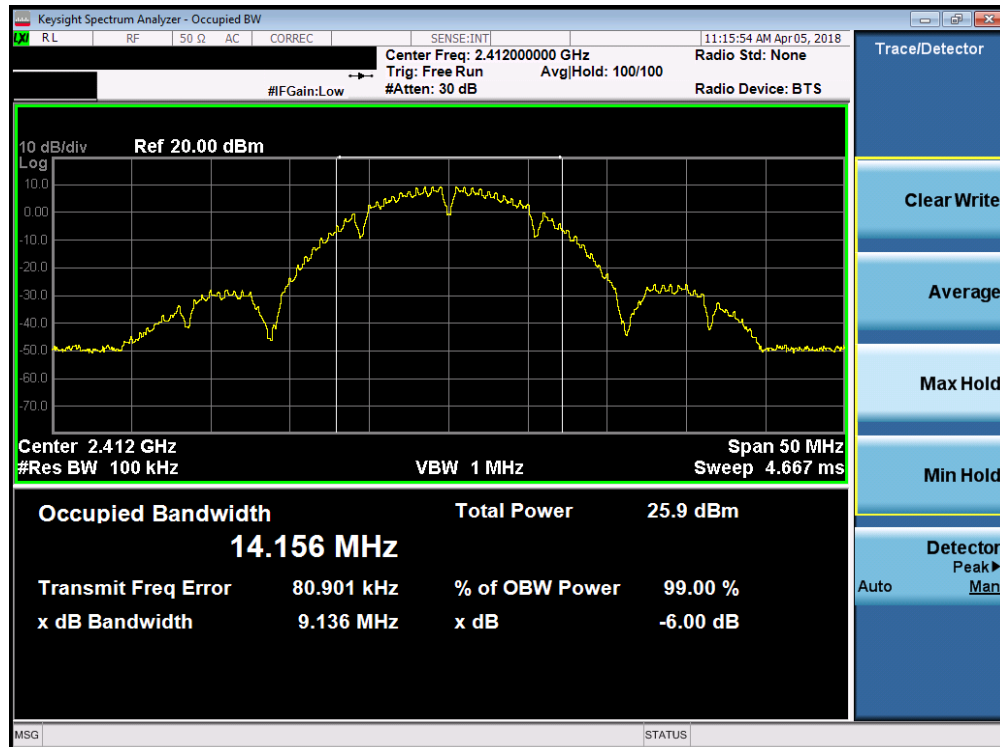 Keysight Spectrum Analyzer - Occupied BW
LXI RL RF 50 Ω AC CORREC SENSE:INT 11:15:54 AM Apr 05, 2018
Center Freq: 2.412000000 GHz Radio Std: None
Trig: Free Run Avg|Hold: 100/100
#IFGain:Low #Atten: 30 dB Radio Device: BTS
Trace/Detector
10 dB/div Ref 20.00 dBm
Log
10.0
0.00
-10.0
-20.0
-30.0
-40.0
-50.0
-60.0
-70.0
Center 2.412 GHz Span 50 MHz
#Res BW 100 kHz VBW 1 MHz Sweep 4.667 ms
Occupied Bandwidth Total Power 25.9 dBm
14.156 MHz
Transmit Freq Error 80.901 kHz % of OBW Power 99.00 %
x dB Bandwidth 9.136 MHz x dB -6.00 dB
Clear Write
Average
Max Hold
Min Hold
Detector
Peak▶
Auto Man
MSG STATUS